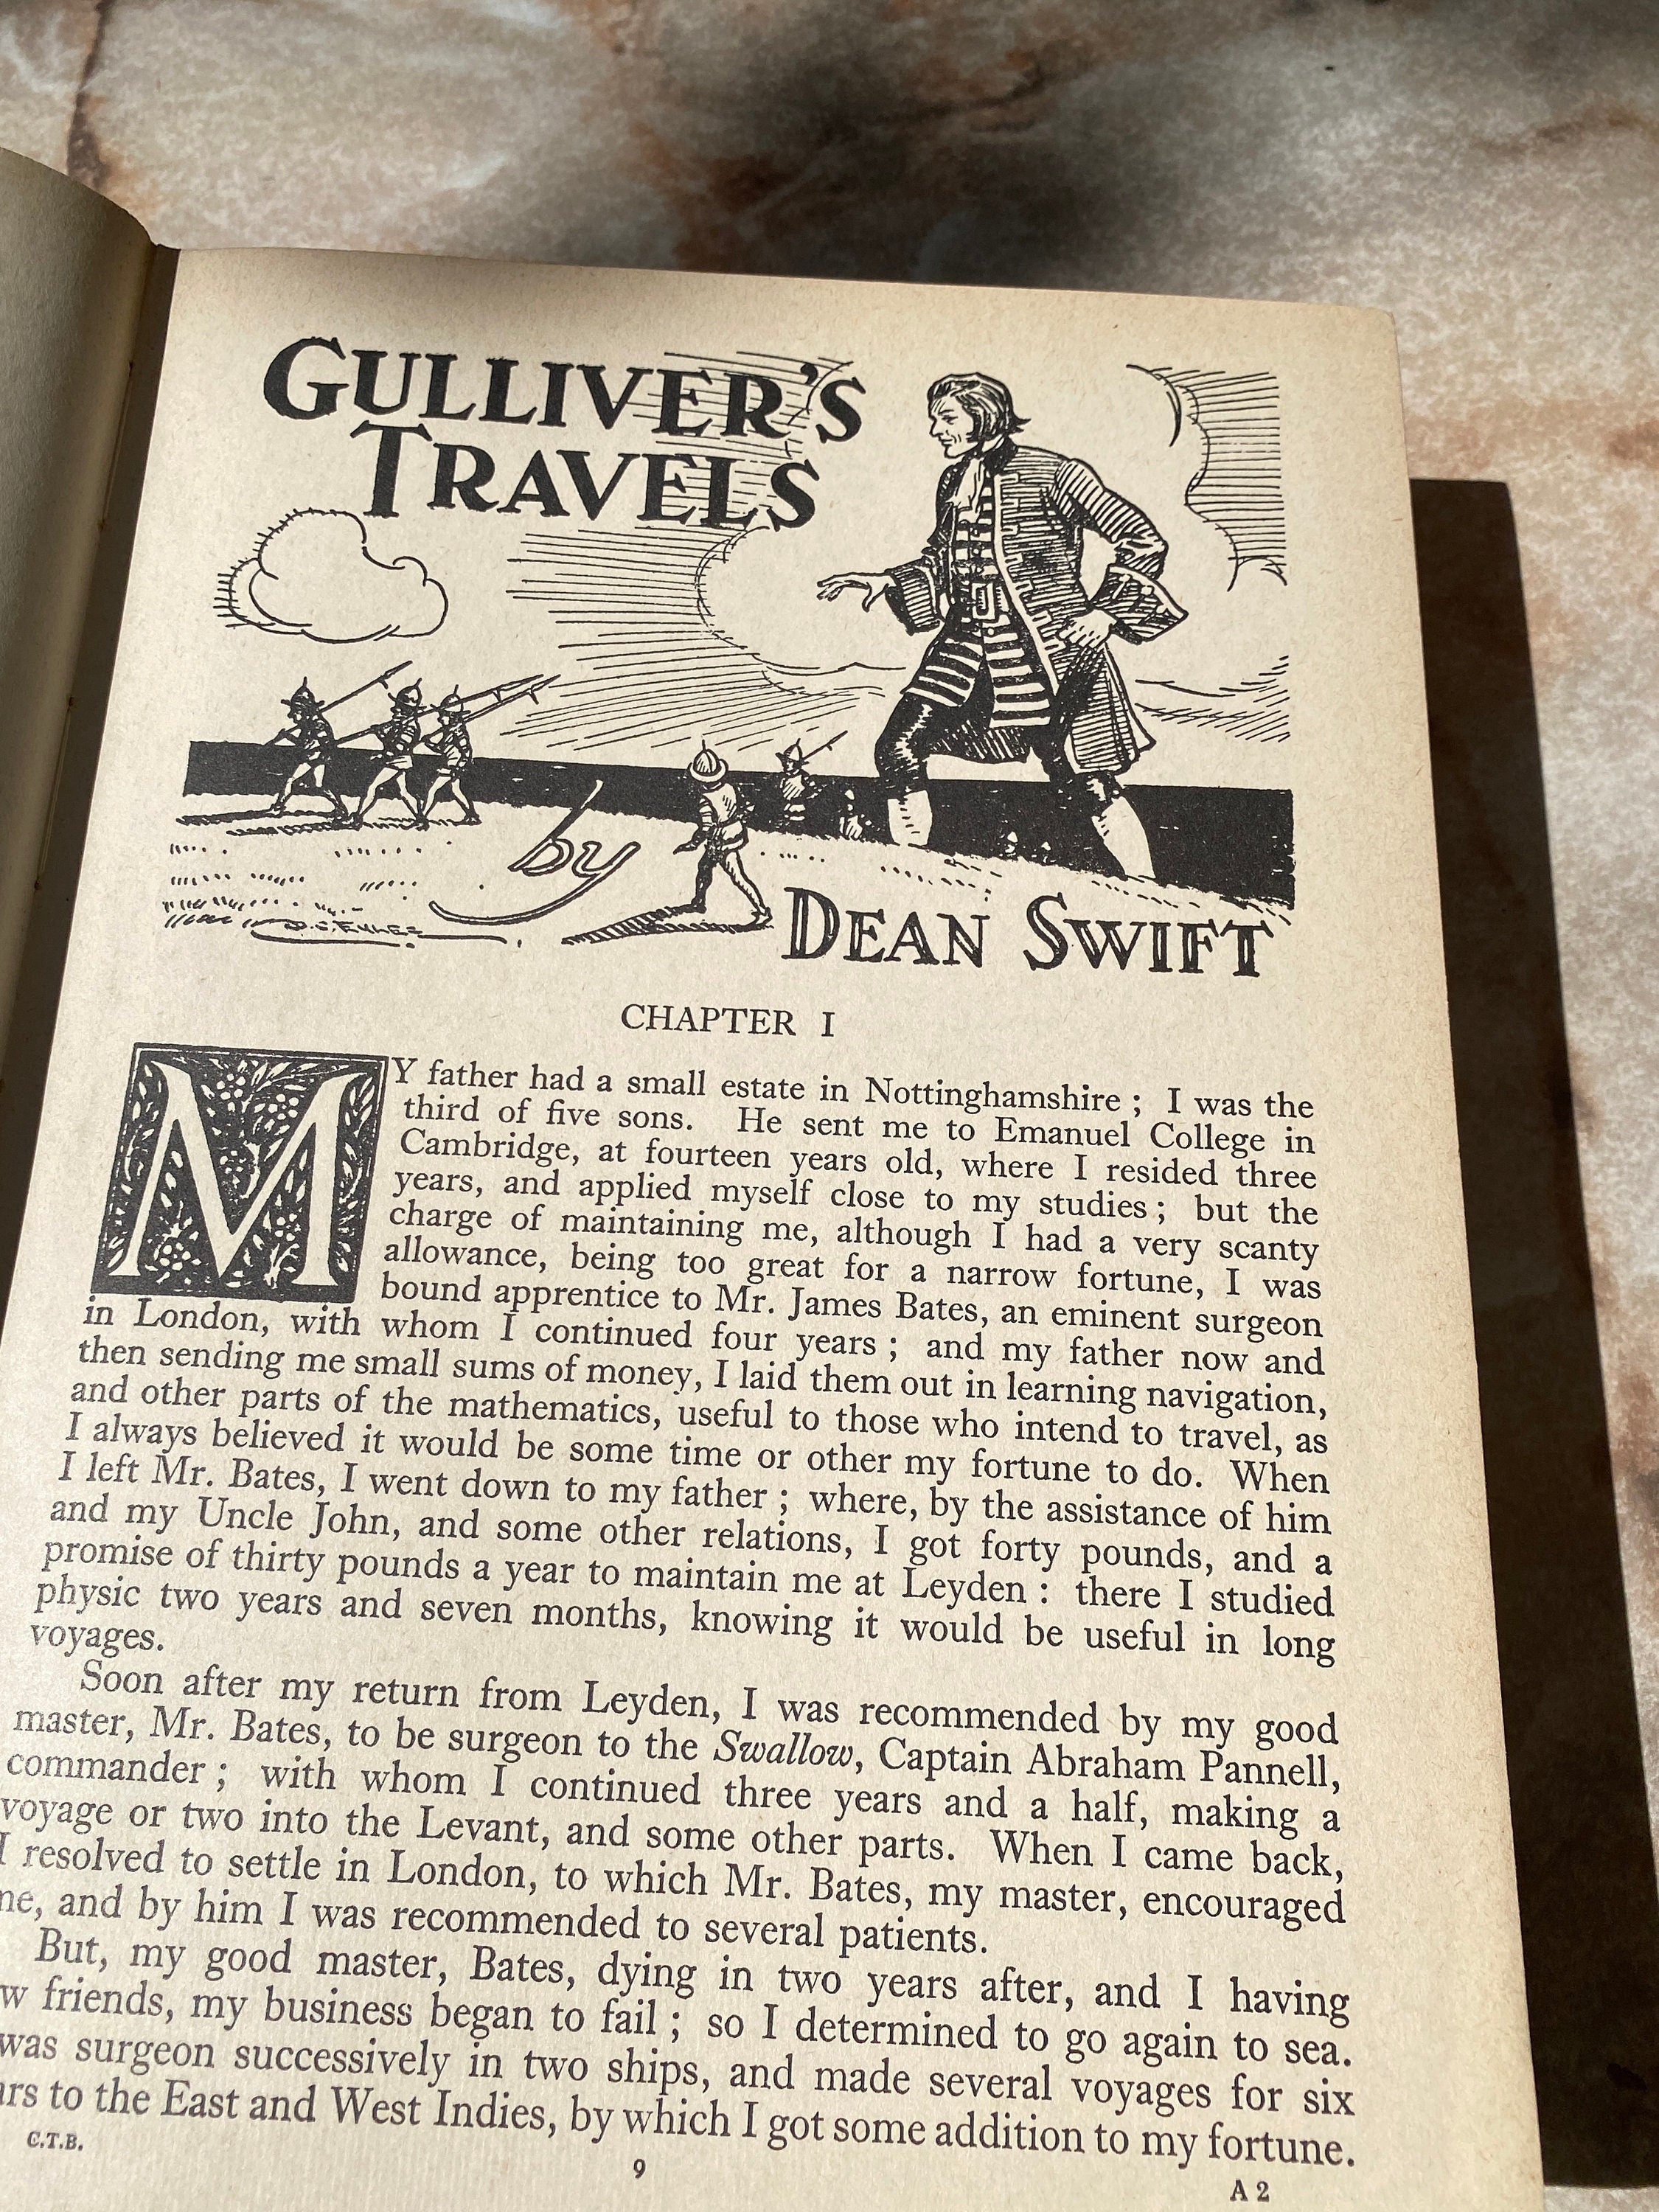 GULLIVER'S
TRAVELS
by
DEAN SWIFT
D.C. EYLES
CHAPTER I
MY father had a small estate in Nottinghamshire ; I was the
third of five sons. He sent me to Emanuel College in
Cambridge, at fourteen years old, where I resided three
years, and applied myself close to my studies ; but the
charge of maintaining me, although I had a very scanty
allowance, being too great for a narrow fortune, I was
bound apprentice to Mr. James Bates, an eminent surgeon
in London, with whom I continued four years ; and my father now and
then sending me small sums of money, I laid them out in learning navigation,
and other parts of the mathematics, useful to those who intend to travel, as
I always believed it would be some time or other my fortune to do. When
I left Mr. Bates, I went down to my father ; where, by the assistance of him
and my Uncle John, and some other relations, I got forty pounds, and a
promise of thirty pounds a year to maintain me at Leyden : there I studied
physic two years and seven months, knowing it would be useful in long
voyages.
Soon after my return from Leyden, I was recommended by my good
master, Mr. Bates, to be surgeon to the Swallow, Captain Abraham Pannell,
commander ; with whom I continued three years and a half, making a
voyage or two into the Levant, and some other parts. When I came back,
I resolved to settle in London, to which Mr. Bates, my master, encouraged
me, and by him I was recommended to several patients.
But, my good master, Bates, dying in two years after, and I having
friends, my business began to fail ; so I determined to go again to sea.
was surgeon successively in two ships, and made several voyages for six
to the East and West Indies, by which I got some addition to my fortune.
C.T.B.
9
A 2